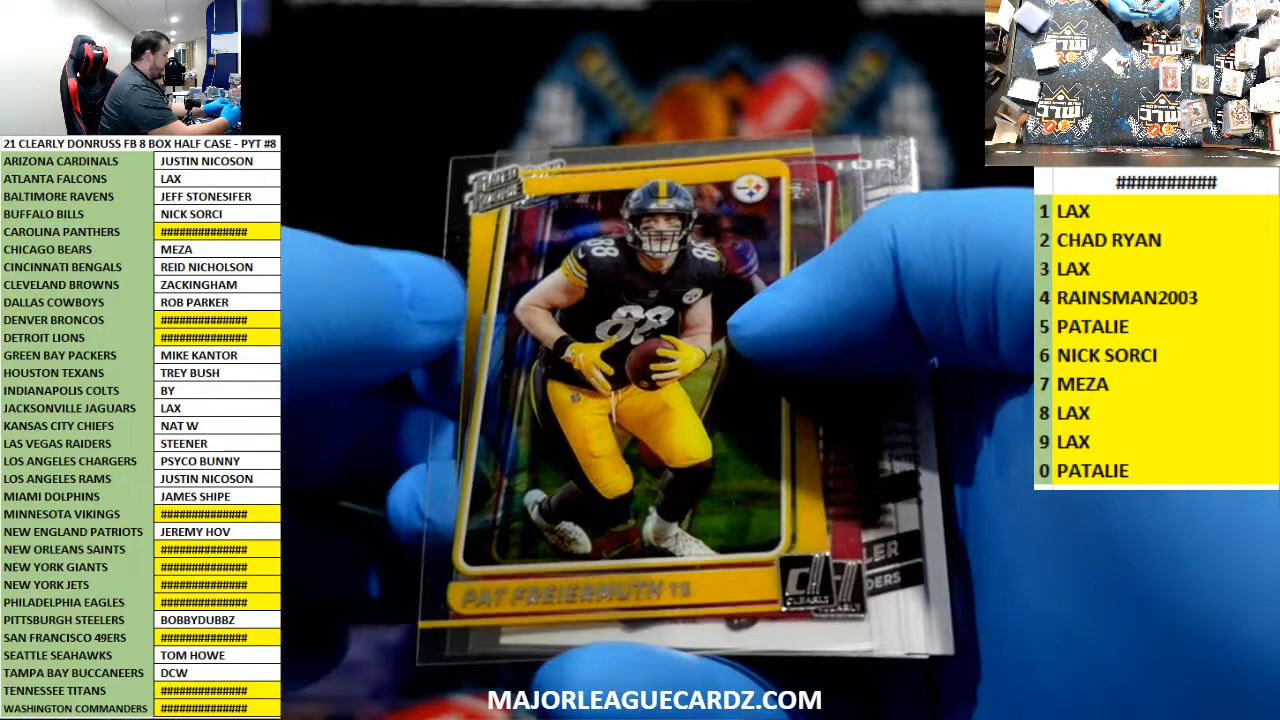 21 CLEARLY DONRUSS FB 8 BOX HALF CASE - PYT #8
ARIZONA CARDINALS JUSTIN NICOSON
ATLANTA FALCONS LAX
BALTIMORE RAVENS JEFF STONESIFER
BUFFALO BILLS NICK SORCI
CAROLINA PANTHERS ##############
CHICAGO BEARS MEZA
CINCINNATI BENGALS REID NICHOLSON
CLEVELAND BROWNS ZACKINGHAM
DALLAS COWBOYS ROB PARKER
DENVER BRONCOS ##############
DETROIT LIONS ##############
GREEN BAY PACKERS MIKE KANTOR
HOUSTON TEXANS TREY BUSH
INDIANAPOLIS COLTS BY
JACKSONVILLE JAGUARS LAX
KANSAS CITY CHIEFS NAT W
LAS VEGAS RAIDERS STEENER
LOS ANGELES CHARGERS PSYCO BUNNY
LOS ANGELES RAMS JUSTIN NICOSON
MIAMI DOLPHINS JAMES SHIPE
MINNESOTA VIKINGS ##############
NEW ENGLAND PATRIOTS JEREMY HOV
NEW ORLEANS SAINTS ##############
NEW YORK GIANTS ##############
NEW YORK JETS ##############
PHILADELPHIA EAGLES ##############
PITTSBURGH STEELERS BOBBYDUBBZ
SAN FRANCISCO 49ERS ##############
SEATTLE SEAHAWKS TOM HOWE
TAMPA BAY BUCCANEERS DCW
TENNESSEE TITANS ##############
WASHINGTON COMMANDERS ##############
RATED
ROOKIE
88
88
88
PAT FREIERMUTH TE
CLEARLY
MAJORLEAGUECARDZ.COM
MLC
##########
1 LAX
2 CHAD RYAN
3 LAX
4 RAINSMAN2003
5 PATALIE
6 NICK SORCI
7 MEZA
8 LAX
9 LAX
0 PATALIE